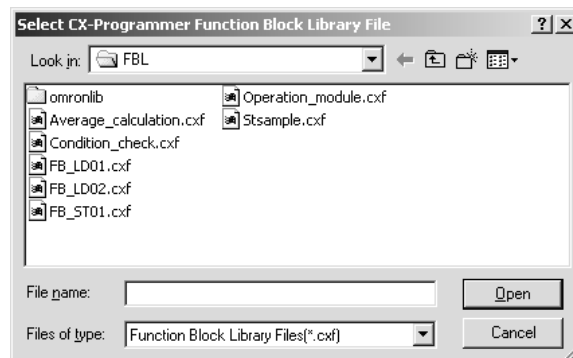 Select CX-Programmer Function Block Library File
Look in: FBL
omronlib
Average_calculation.cxf
Condition_check.cxf
FB_LD01.cxf
FB_LD02.cxf
FB_ST01.cxf
Operation_module.cxf
Stsample.cxf
File name:
Open
Files of type: Function Block Library Files(*.cxf)
Cancel